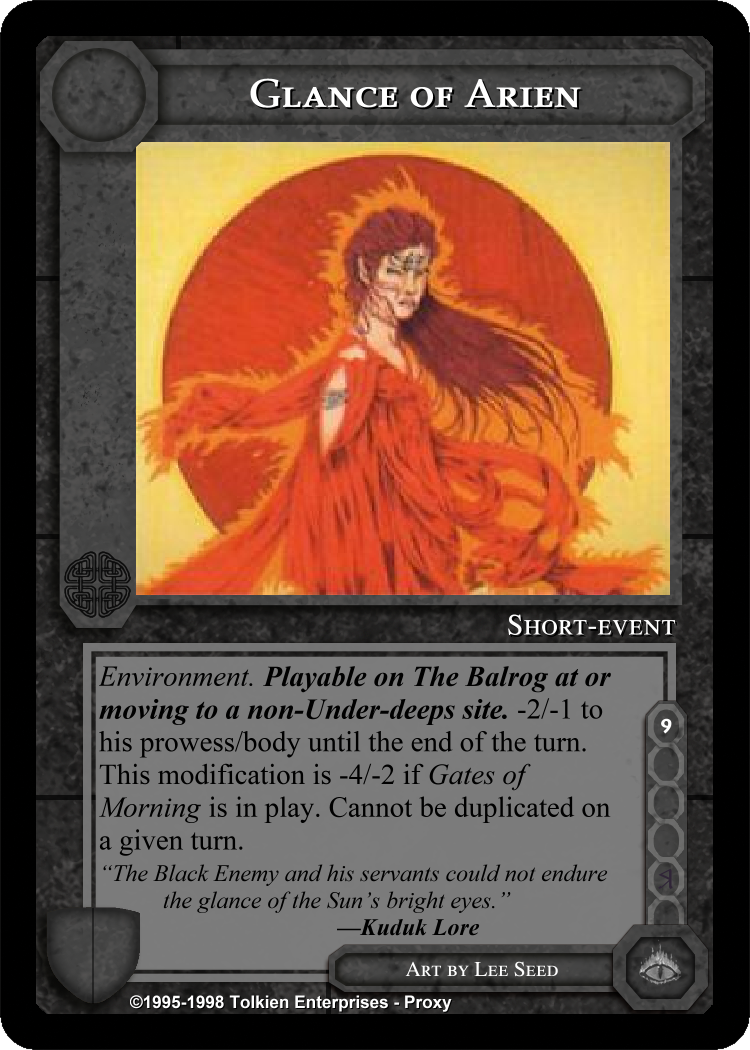 Glance of Arien
Short-event
Environment. Playable on The Balrog at or
moving to a non-Under-deeps site. -2/-1 to
his prowess/body until the end of the turn.
This modification is -4/-2 if Gates of
Morning is in play. Cannot be duplicated on
a given turn.
“The Black Enemy and his servants could not endure
the glance of the Sun’s bright eyes.”
—Kuduk Lore
9
Art by Lee Seed
©1995-1998 Tolkien Enterprises - Proxy